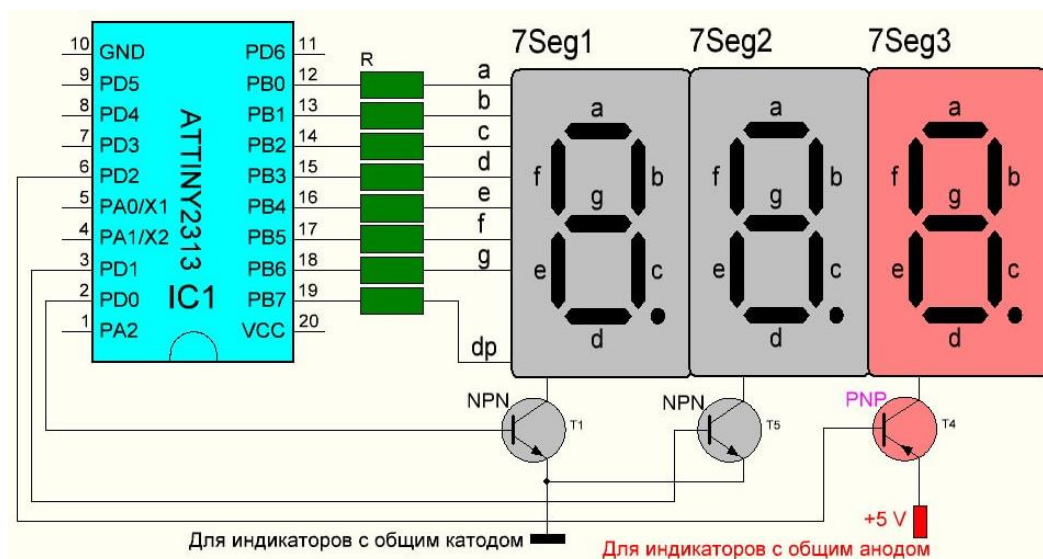 7Seg1 7Seg2 7Seg3
10 GND PD6 11
R
9 PD5 PB0 12 a
8 PD4 PB1 13 b
7 PD3 PB2 14 c
6 PD2 PB3 15 d
5 PA0/X1 PB4 16 e
4 PA1/X2 PB5 17 f
3 PD1 PB6 18 g
2 PD0 PB7 19
1 PA2 VCC 20
dp
ATTINY2313
IC1
a
f b
g
e c
d
a
f b
g
e c
d
a
f b
g
e c
d
NPN T1
NPN T5
PNP T4
+5 V
Для индикаторов с общим катодом
Для индикаторов с общим анодом